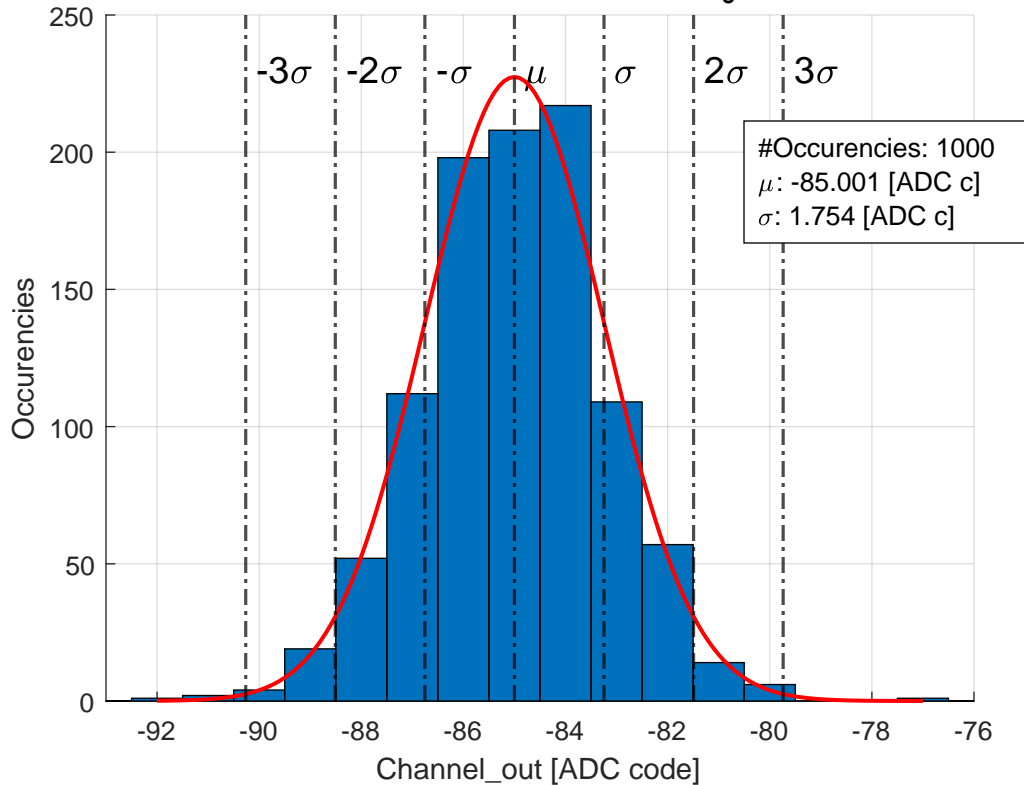 250
-3σ -2σ -σ μ σ 2σ 3σ
200
#Occurencies: 1000
μ: -85.001 [ADC c]
σ: 1.754 [ADC c]
150
Occurencies
100
50
0
-92 -90 -88 -86 -84 -82 -80 -78 -76
Channel_out [ADC code]